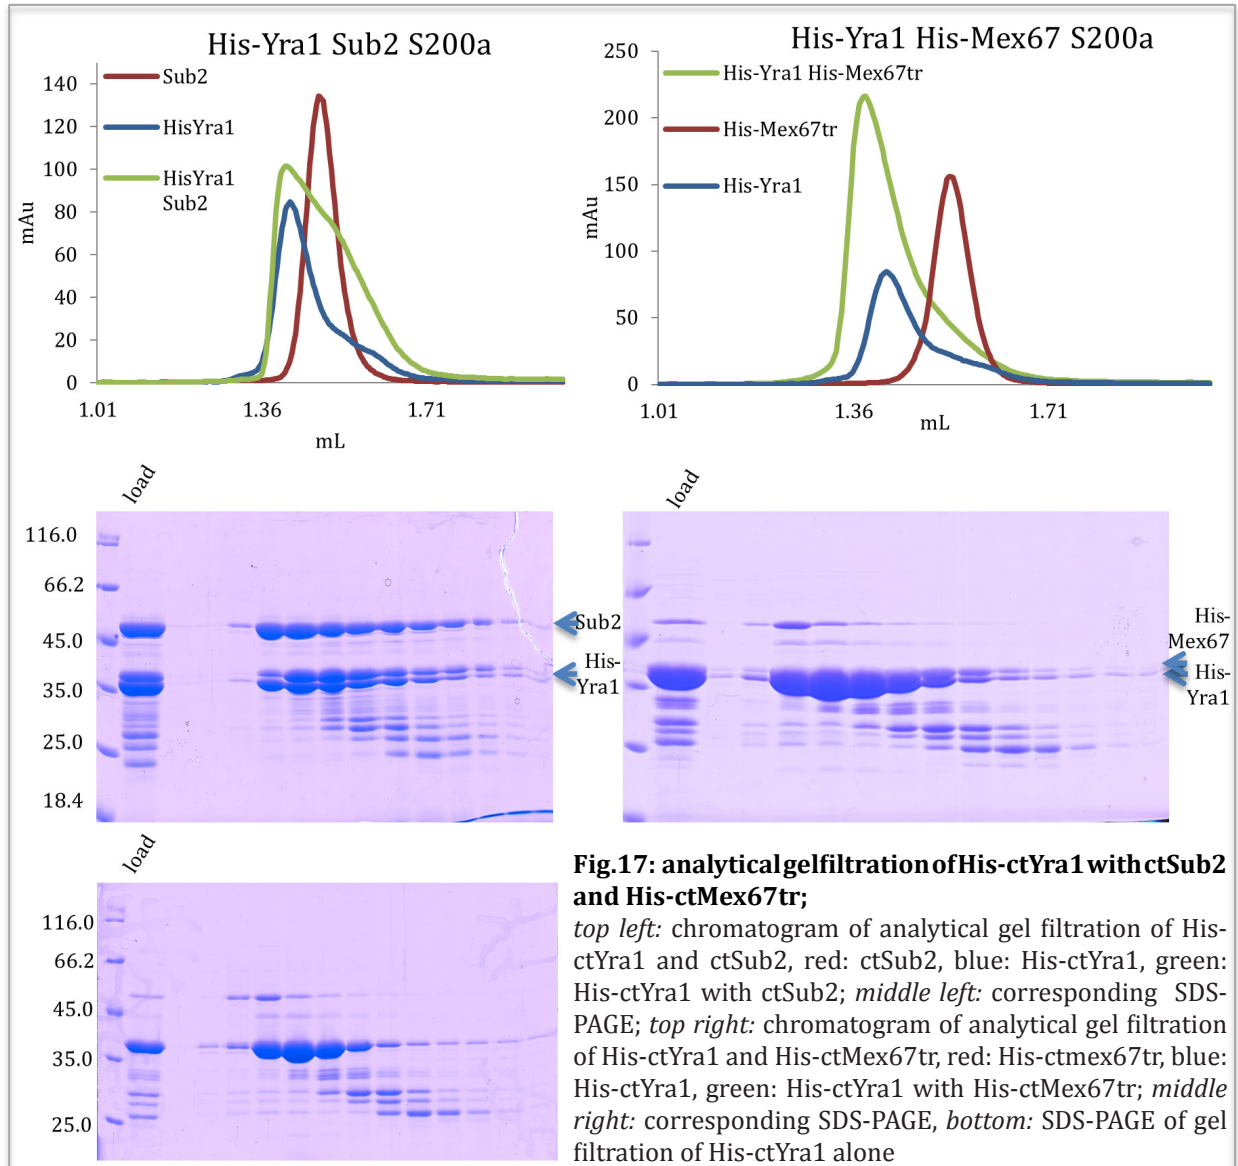 His-Yra1 Sub2 S200a
140
120
100
80
60
40
20
0
mAu
Sub2
HisYra1
HisYra1
Sub2
1.01
1.36
1.71
mL
His-Yra1 His-Mex67 S200a
250
200
150
100
50
0
mAu
His-Yra1 His-Mex67tr
His-Mex67tr
His-Yra1
1.01
1.36
1.71
mL
load
116.0
66.2
45.0
35.0
25.0
18.4
Sub2
His-
Yra1
load
His-
Mex67
His-
Yra1
load
116.0
66.2
45.0
35.0
25.0
Fig.17: analyticalgelfiltrationofHis-ctYra1withctSub2
and His-ctMex67tr;
top left: chromatogram of analytical gel filtration of His-
ctYra1 and ctSub2, red: ctSub2, blue: His-ctYra1, green:
His-ctYra1 with ctSub2; middle left: corresponding SDS-
PAGE; top right: chromatogram of analytical gel filtration
of His-ctYra1 and His-ctMex67tr, red: His-ctmex67tr, blue:
His-ctYra1, green: His-ctYra1 with His-ctMex67tr; middle
right: corresponding SDS-PAGE, bottom: SDS-PAGE of gel
filtration of His-ctYra1 alone